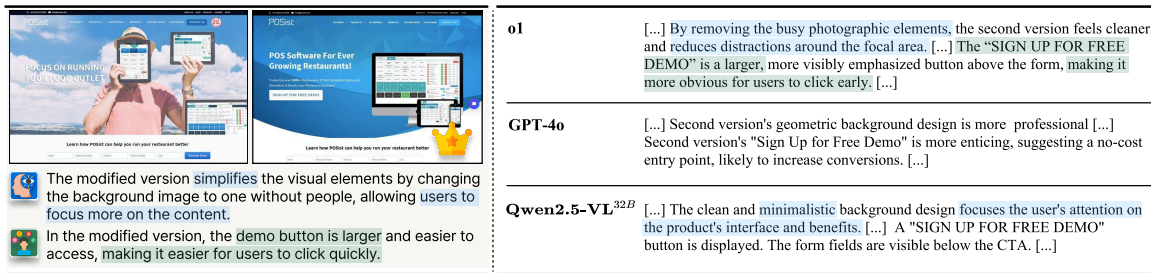 POSist
POSist
FOCUS ON RUNNING
YOUR FOOD OUTLET
POS Software For Ever
Growing Restaurants!
SIGN UP FOR FREE DEMO
Learn how POSist can help you run your restaurant better
Learn how POSist can help you run your restaurant better
The modified version simplifies the visual elements by changing
the background image to one without people, allowing users to
focus more on the content.
In the modified version, the demo button is larger and easier to
access, making it easier for users to click quickly.
o1
[...] By removing the busy photographic elements, the second version feels cleaner
and reduces distractions around the focal area. [...] The “SIGN UP FOR FREE
DEMO” is a larger, more visibly emphasized button above the form, making it
more obvious for users to click early. [...]
GPT-4o
[...] Second version's geometric background design is more professional [...]
Second version's "Sign Up for Free Demo" is more enticing, suggesting a no-cost
entry point, likely to increase conversions. [...]
Qwen2.5-VL32B
[...] The clean and minimalistic background design focuses the user's attention on
the product's interface and benefits. [...] A "SIGN UP FOR FREE DEMO"
button is displayed. The form fields are visible below the CTA. [...]